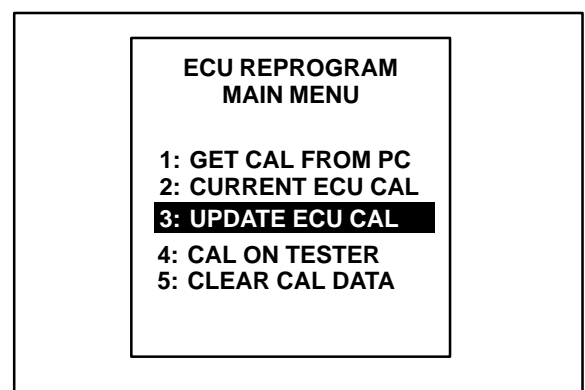 ECU REPROGRAM
MAIN MENU
1: GET CAL FROM PC
2: CURRENT ECU CAL
3: UPDATE ECU CAL
4: CAL ON TESTER
5: CLEAR CAL DATA